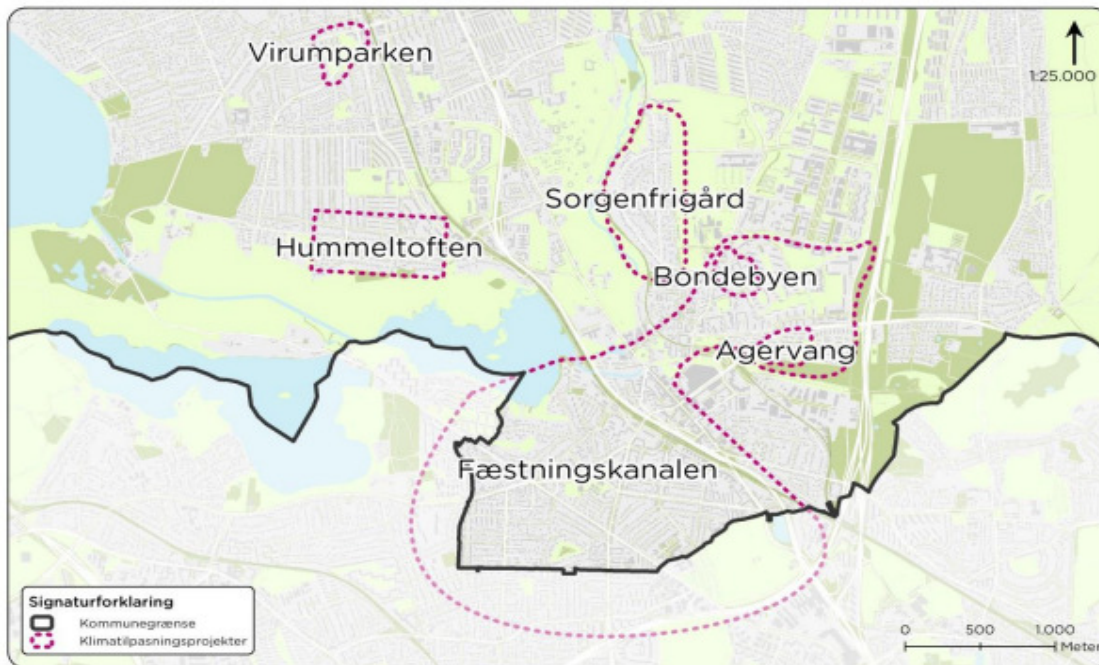 Virumparken
1:25.000
Sorgenfrigård
Hummeltoften
Bondebyen
Agervang
Fæstningskanalen
Signaturforklaring
Kommunegrænse
Klimatilpasningsprojekter
0 500 1.000
Meter